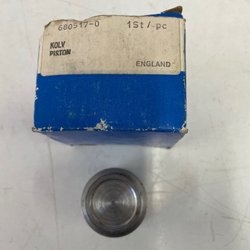 680517-0 1St/pc
KOLV
PISTON
ENGLAND